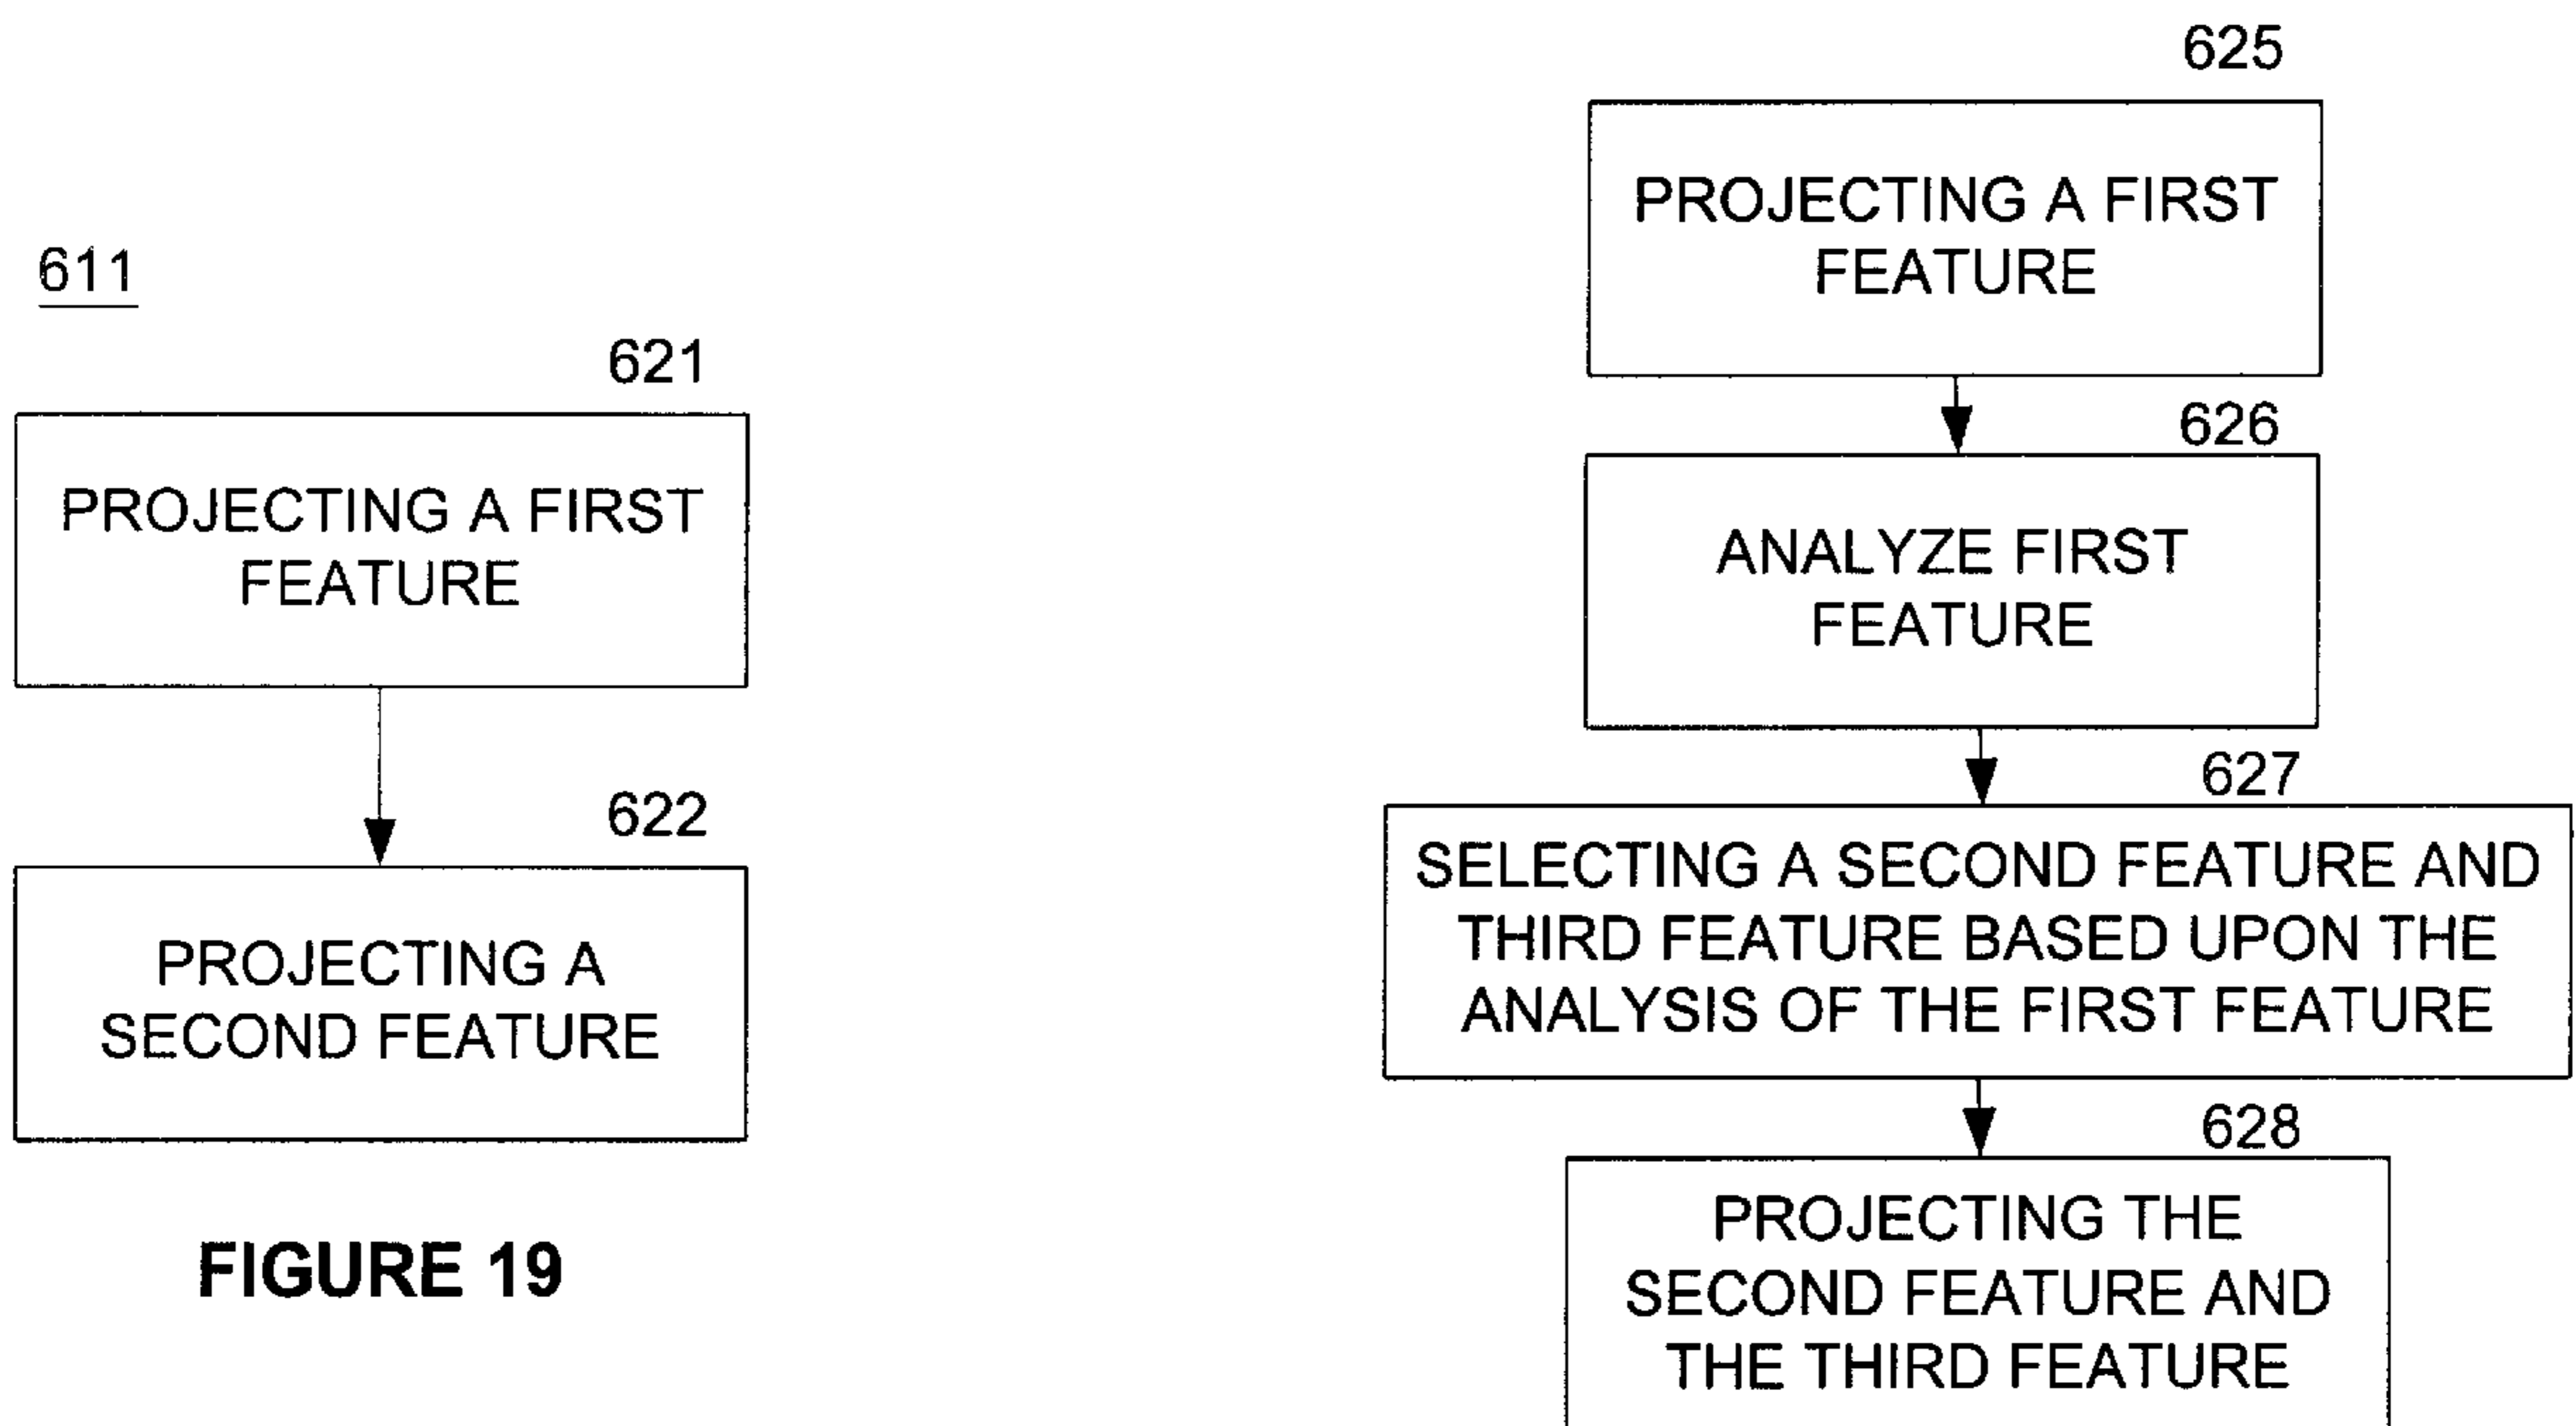 611
621
PROJECTING A FIRST
FEATURE
622
PROJECTING A
SECOND FEATURE
FIGURE 19
625
PROJECTING A FIRST
FEATURE
626
ANALYZE FIRST
FEATURE
627
SELECTING A SECOND FEATURE AND
THIRD FEATURE BASED UPON THE
ANALYSIS OF THE FIRST FEATURE
628
PROJECTING THE
SECOND FEATURE AND
THE THIRD FEATURE